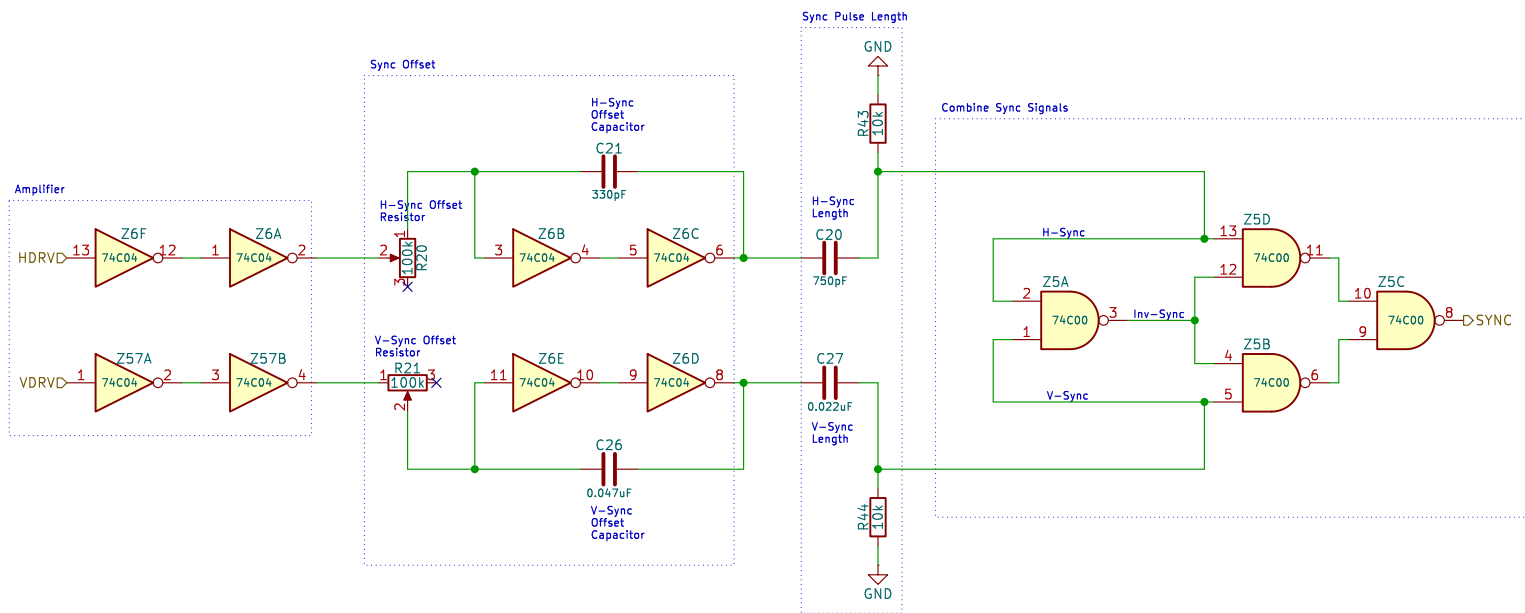 Sync Pulse Length
GND
R43
10k
Sync Offset
H-Sync
Offset
Capacitor
C21
330pF
Combine Sync Signals
Amplifier
HDRV
13
Z6F
74C04
12
1
Z6A
74C04
2
H-Sync Offset
Resistor
2
1
100k
R20
3
3
Z6B
74C04
4
5
Z6C
74C04
6
H-Sync
Length
C20
750pF
H-Sync
13
Z5D
74C00
11
12
2
Z5A
74C00
3
1
Inv-Sync
10
Z5C
74C00
8
SYNC
9
VDRV
1
Z57A
74C04
2
3
Z57B
74C04
4
V-Sync Offset
Resistor
R21
1
100k
3
2
11
Z6E
74C04
10
9
Z6D
74C04
8
C27
0.022uF
V-Sync
Length
V-Sync
4
Z5B
74C00
6
5
C26
0.047uF
V-Sync
Offset
Capacitor
R44
10k
GND